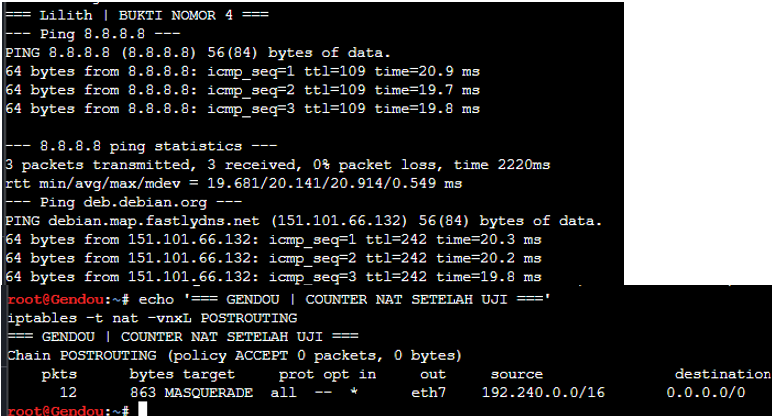 === Lilith | BUKTI NOMOR 4 ===
--- Ping 8.8.8.8 ---
PING 8.8.8.8 (8.8.8.8) 56(84) bytes of data.
64 bytes from 8.8.8.8: icmp_seq=1 ttl=109 time=20.9 ms
64 bytes from 8.8.8.8: icmp_seq=2 ttl=109 time=19.7 ms
64 bytes from 8.8.8.8: icmp_seq=3 ttl=109 time=19.8 ms

--- 8.8.8.8 ping statistics ---
3 packets transmitted, 3 received, 0% packet loss, time 2220ms
rtt min/avg/max/mdev = 19.681/20.141/20.914/0.549 ms
--- Ping deb.debian.org ---
PING debian.map.fastlydns.net (151.101.66.132) 56(84) bytes of data.
64 bytes from 151.101.66.132: icmp_seq=1 ttl=242 time=20.3 ms
64 bytes from 151.101.66.132: icmp_seq=2 ttl=242 time=20.2 ms
64 bytes from 151.101.66.132: icmp_seq=3 ttl=242 time=19.8 ms
root@Gendou:~# echo '=== GENDOU | COUNTER NAT SETELAH UJI ==='
iptables -t nat -vnxL POSTROUTING
=== GENDOU | COUNTER NAT SETELAH UJI ===
Chain POSTROUTING (policy ACCEPT 0 packets, 0 bytes)
pkts bytes target prot opt in out source destination
12 863 MASQUERADE all -- * eth7 192.240.0.0/16 0.0.0.0/0
root@Gendou:~#